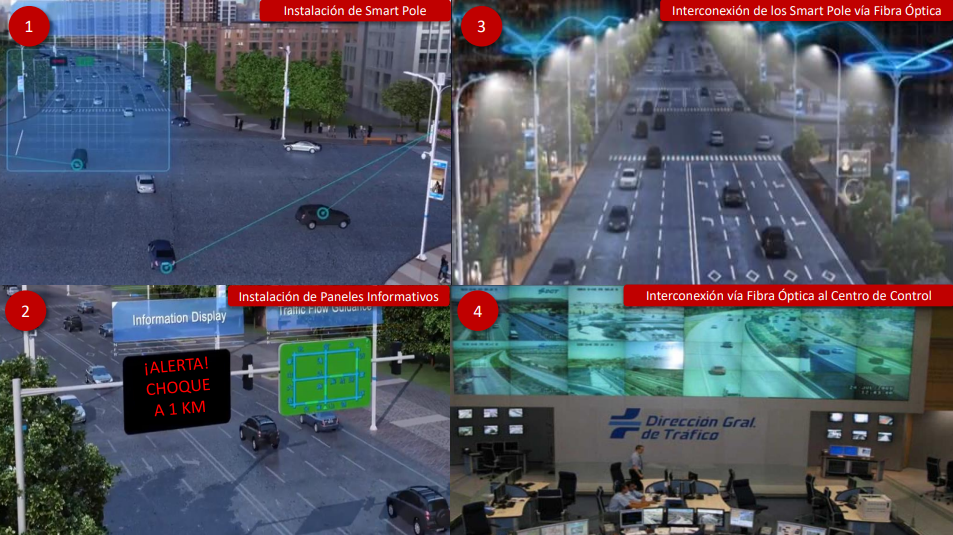 1
Instalación de Smart Pole
3
Interconexión de los Smart Pole vía Fibra Óptica
2
Instalación de Paneles Informativos
Information Display
Traffic Flow Guidance
¡ALERTA!
CHOQUE
A 1 KM
4
Interconexión vía Fibra Óptica al Centro de Control
Dirección Gral.
de Tráfico